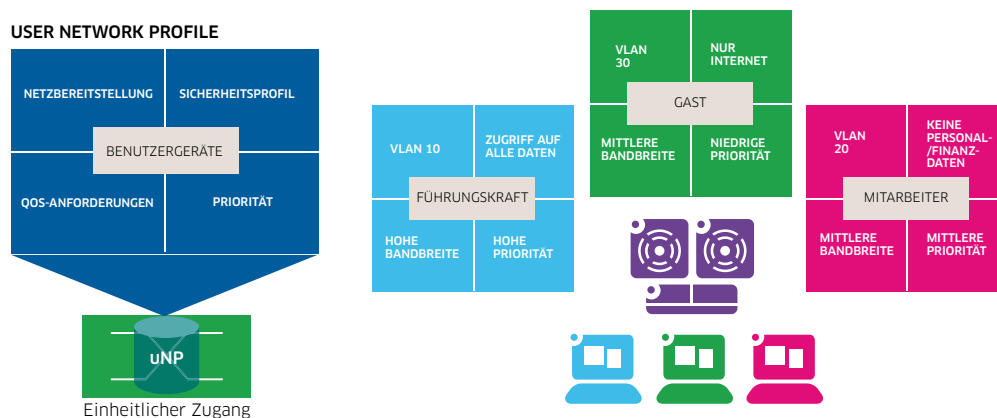 USER NETWORK PROFILE
NETZBEREITSTELLUNG
SICHERHEITSPROFIL
BENUTZERGERÄTE
QOS-ANFORDERUNGEN
PRIORITÄT
uNP
Einheitlicher Zugang
VLAN 10
ZUGRIFF AUF
ALLE DATEN
FÜHRUNGSKRAFT
HOHE
BANDBREITE
HOHE
PRIORITÄT
VLAN
30
NUR
INTERNET
GAST
MITTLERE
BANDBREITE
NIEDRIGE
PRIORITÄT
VLAN
20
KEINE
PERSONAL-
/FINANZ-
DATEN
MITARBEITER
MITTLERE
BANDBREITE
MITTLERE
PRIORITÄT